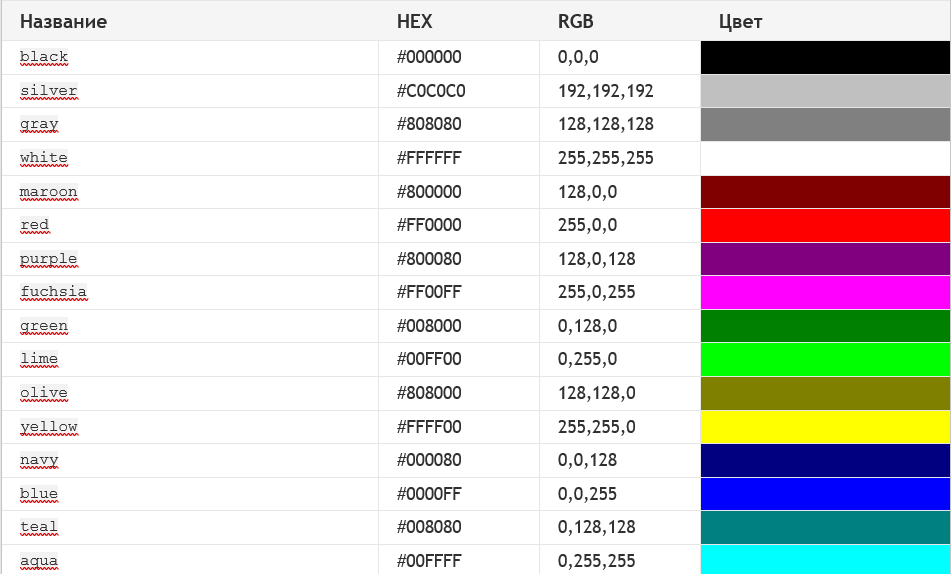 Название HEX RGB Цвет
black #000000 0,0,0
silver #C0C0C0 192,192,192
gray #808080 128,128,128
white #FFFFFF 255,255,255
maroon #800000 128,0,0
red #FF0000 255,0,0
purple #800080 128,0,128
fuchsia #FF00FF 255,0,255
green #008000 0,128,0
lime #00FF00 0,255,0
olive #808000 128,128,0
yellow #FFFF00 255,255,0
navy #000080 0,0,128
blue #0000FF 0,0,255
teal #008080 0,128,128
aqua #00FFFF 0,255,255